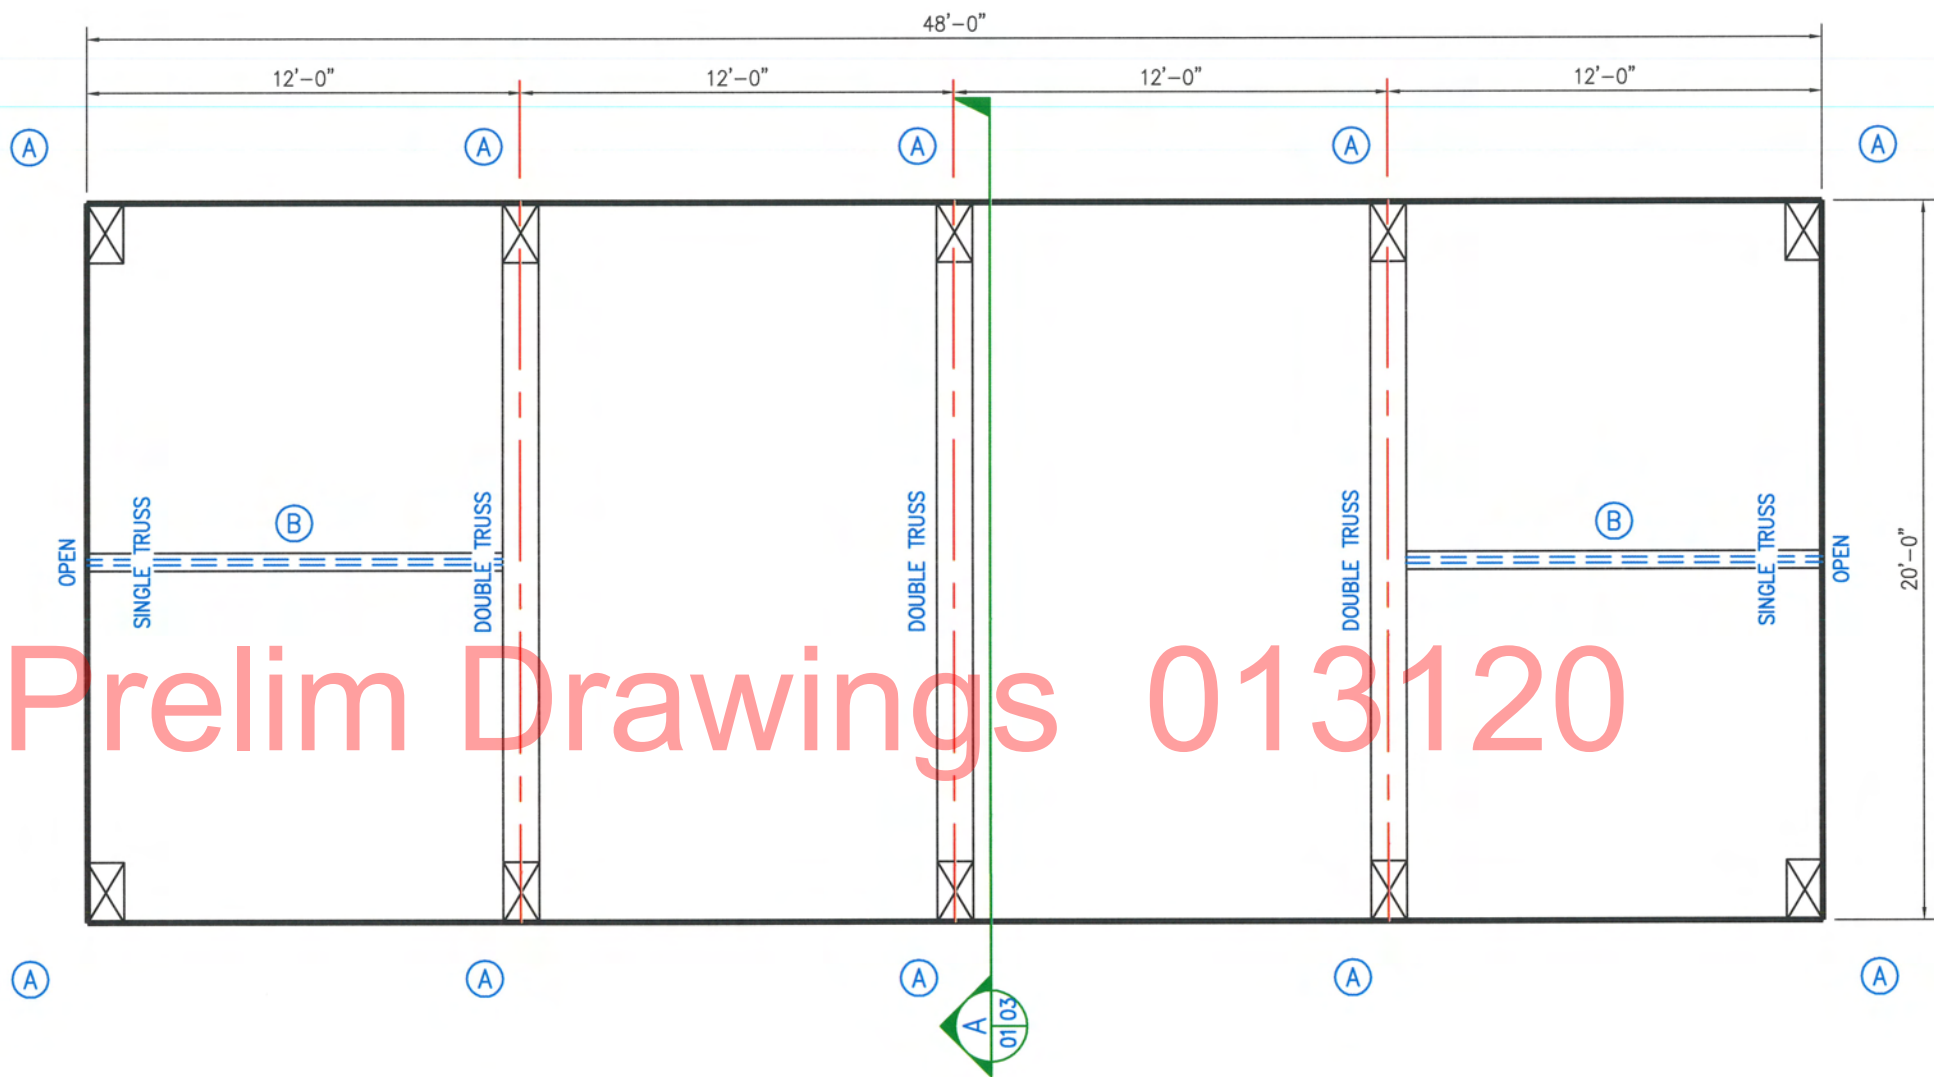 48'-0"
12'-0" 12'-0" 12'-0" 12'-0"
A A A A A
OPEN
SINGLE TRUSS
B
DOUBLE TRUSS
DOUBLE TRUSS
DOUBLE TRUSS
B
SINGLE TRUSS
OPEN
20'-0"
Prelim Drawings 013120
A A A A A
A
01 03